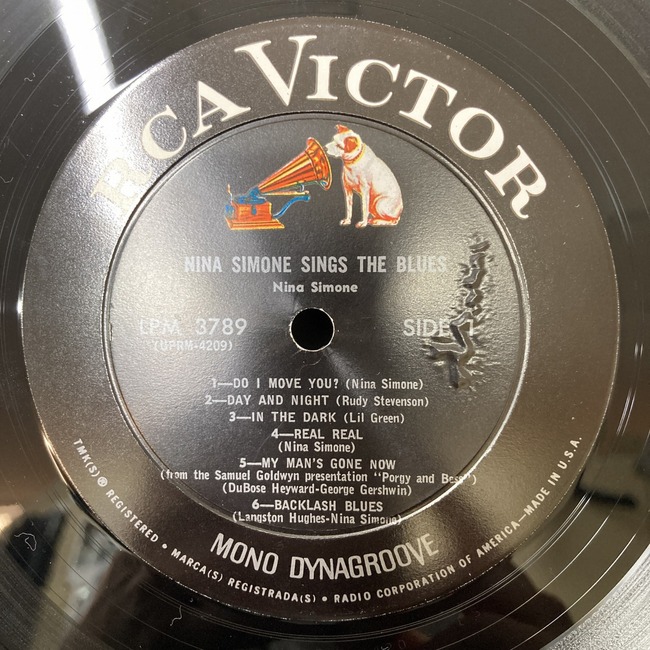 RCA VICTOR
NINA SIMONE SINGS THE BLUES
Nina Simone
LPM 3789
(UPRM-4209)
SIDE 1
1—DO I MOVE YOU? (Nina Simone)
2—DAY AND NIGHT (Rudy Stevenson)
3—IN THE DARK (Lil Green)
4—REAL REAL
(Nina Simone)
5—MY MAN'S GONE NOW
(from the Samuel Goldwyn presentation "Porgy and Bess")
(DuBose Heyward-George Gershwin)
6—BACKLASH BLUES
(Langston Hughes-Nina Simone)
MONO DYNAGROOVE
TMK(S) ® REGISTERED • MARCA(S) REGISTRADA(S) • RADIO CORPORATION OF AMERICA—MADE IN U.S.A.